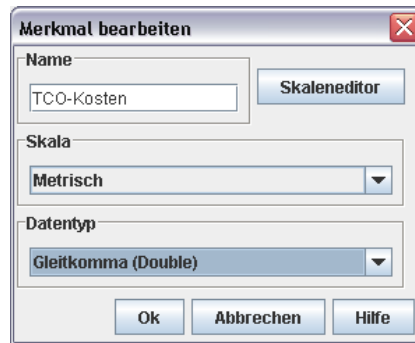 Merkmal bearbeiten
Name
TCO-Kosten
Skaleneditor
Skala
Metrisch
Datentyp
Gleitkomma (Double)
Ok Abbrechen Hilfe